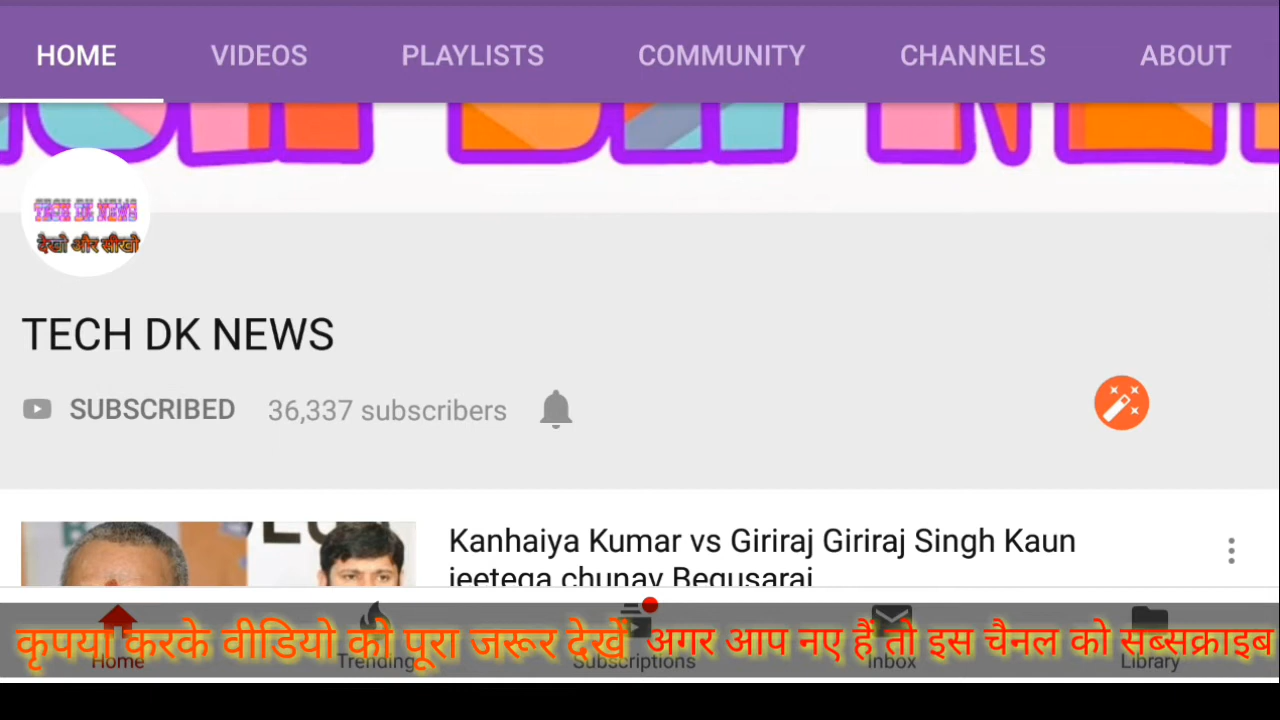 HOME VIDEOS PLAYLISTS COMMUNITY CHANNELS ABOUT
TECH DK NEWS
देखो और सीखो
TECH DK NEWS
SUBSCRIBED 36,337 subscribers
Kanhaiya Kumar vs Giriraj Giriraj Singh Kaun
jeetega chunav Begusarai
कृपया करके वीडियो को पूरा जरूर देखें अगर आप नए हैं तो इस चैनल को सब्सक्राइब
Home Trending Subscriptions Inbox Library